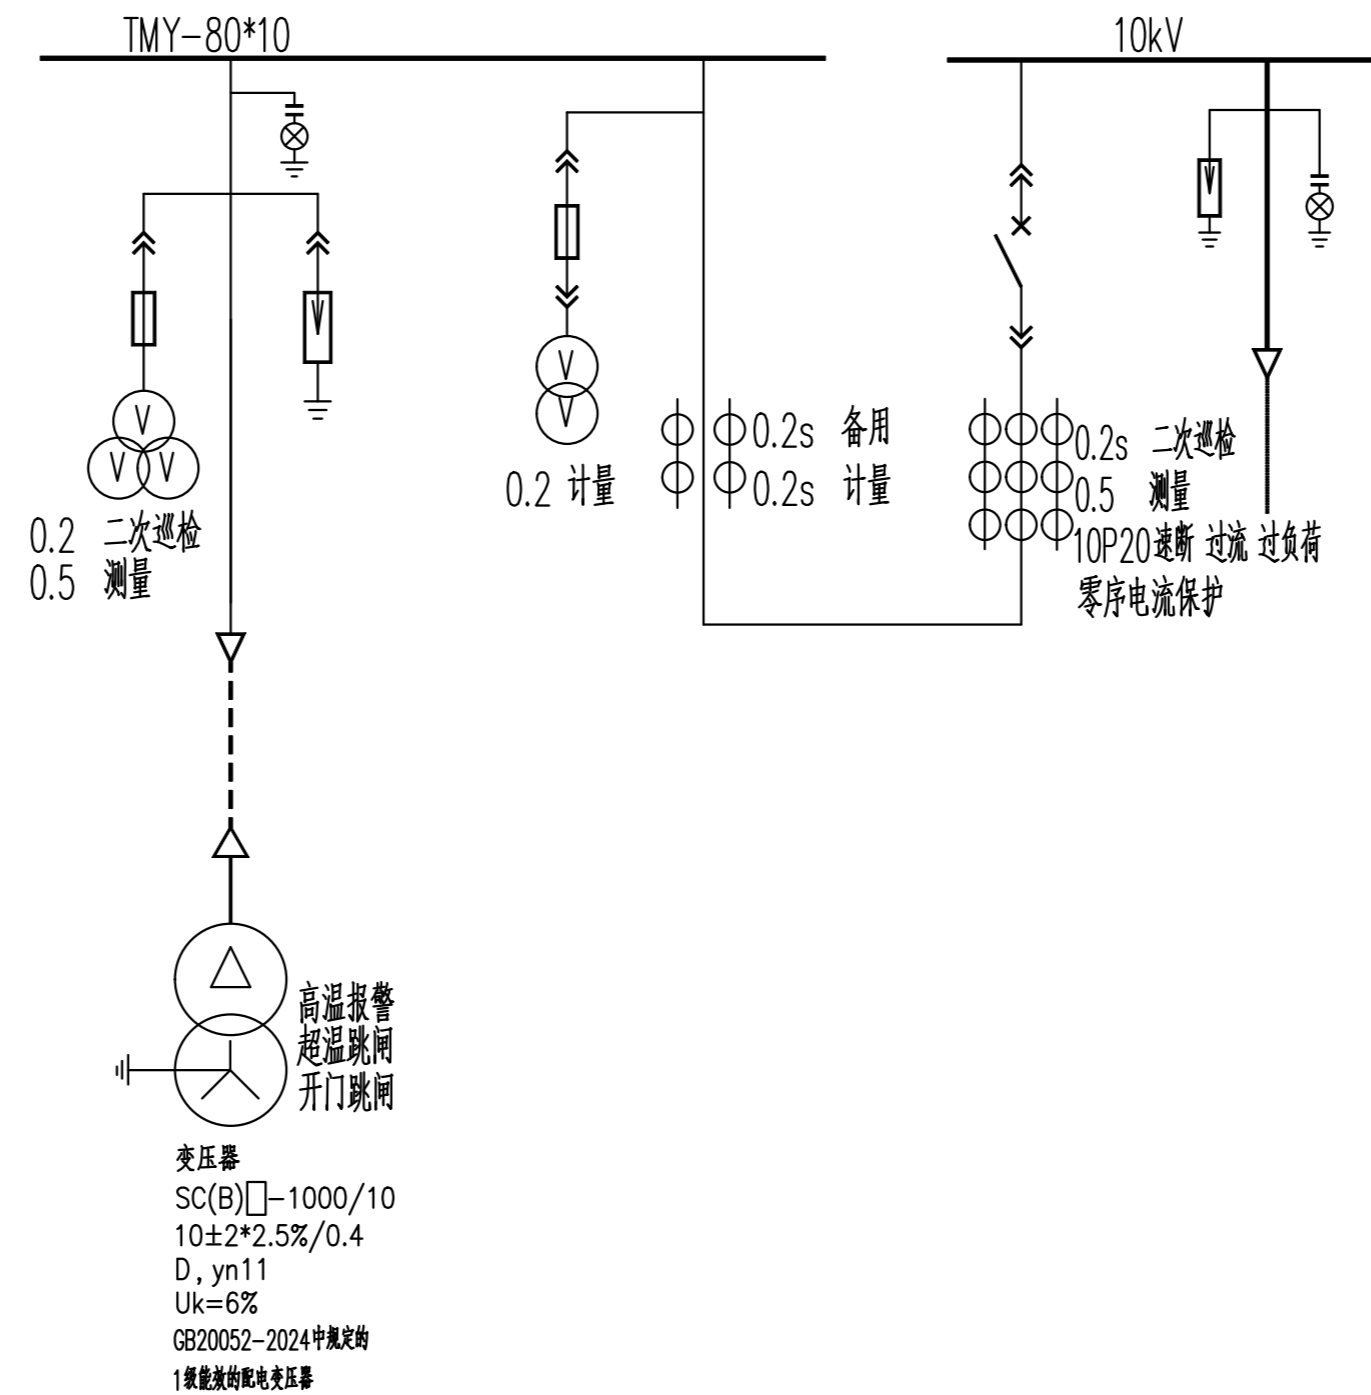 TMY-80*10
10kV
V
V
V
0.2 二次巡检
0.5 测量
V
V
0.2 计量
0.2s 备用
0.2s 计量
0.2s 二次巡检
0.5 测量
10P20速断 过流 过负荷
零序电流保护
高温报警
超温跳闸
开门跳闸
变压器
SC(B)□-1000/10
10±2*2.5%/0.4
D,yn11
Uk=6%
GB20052-2024中规定的
1级能效的配电变压器